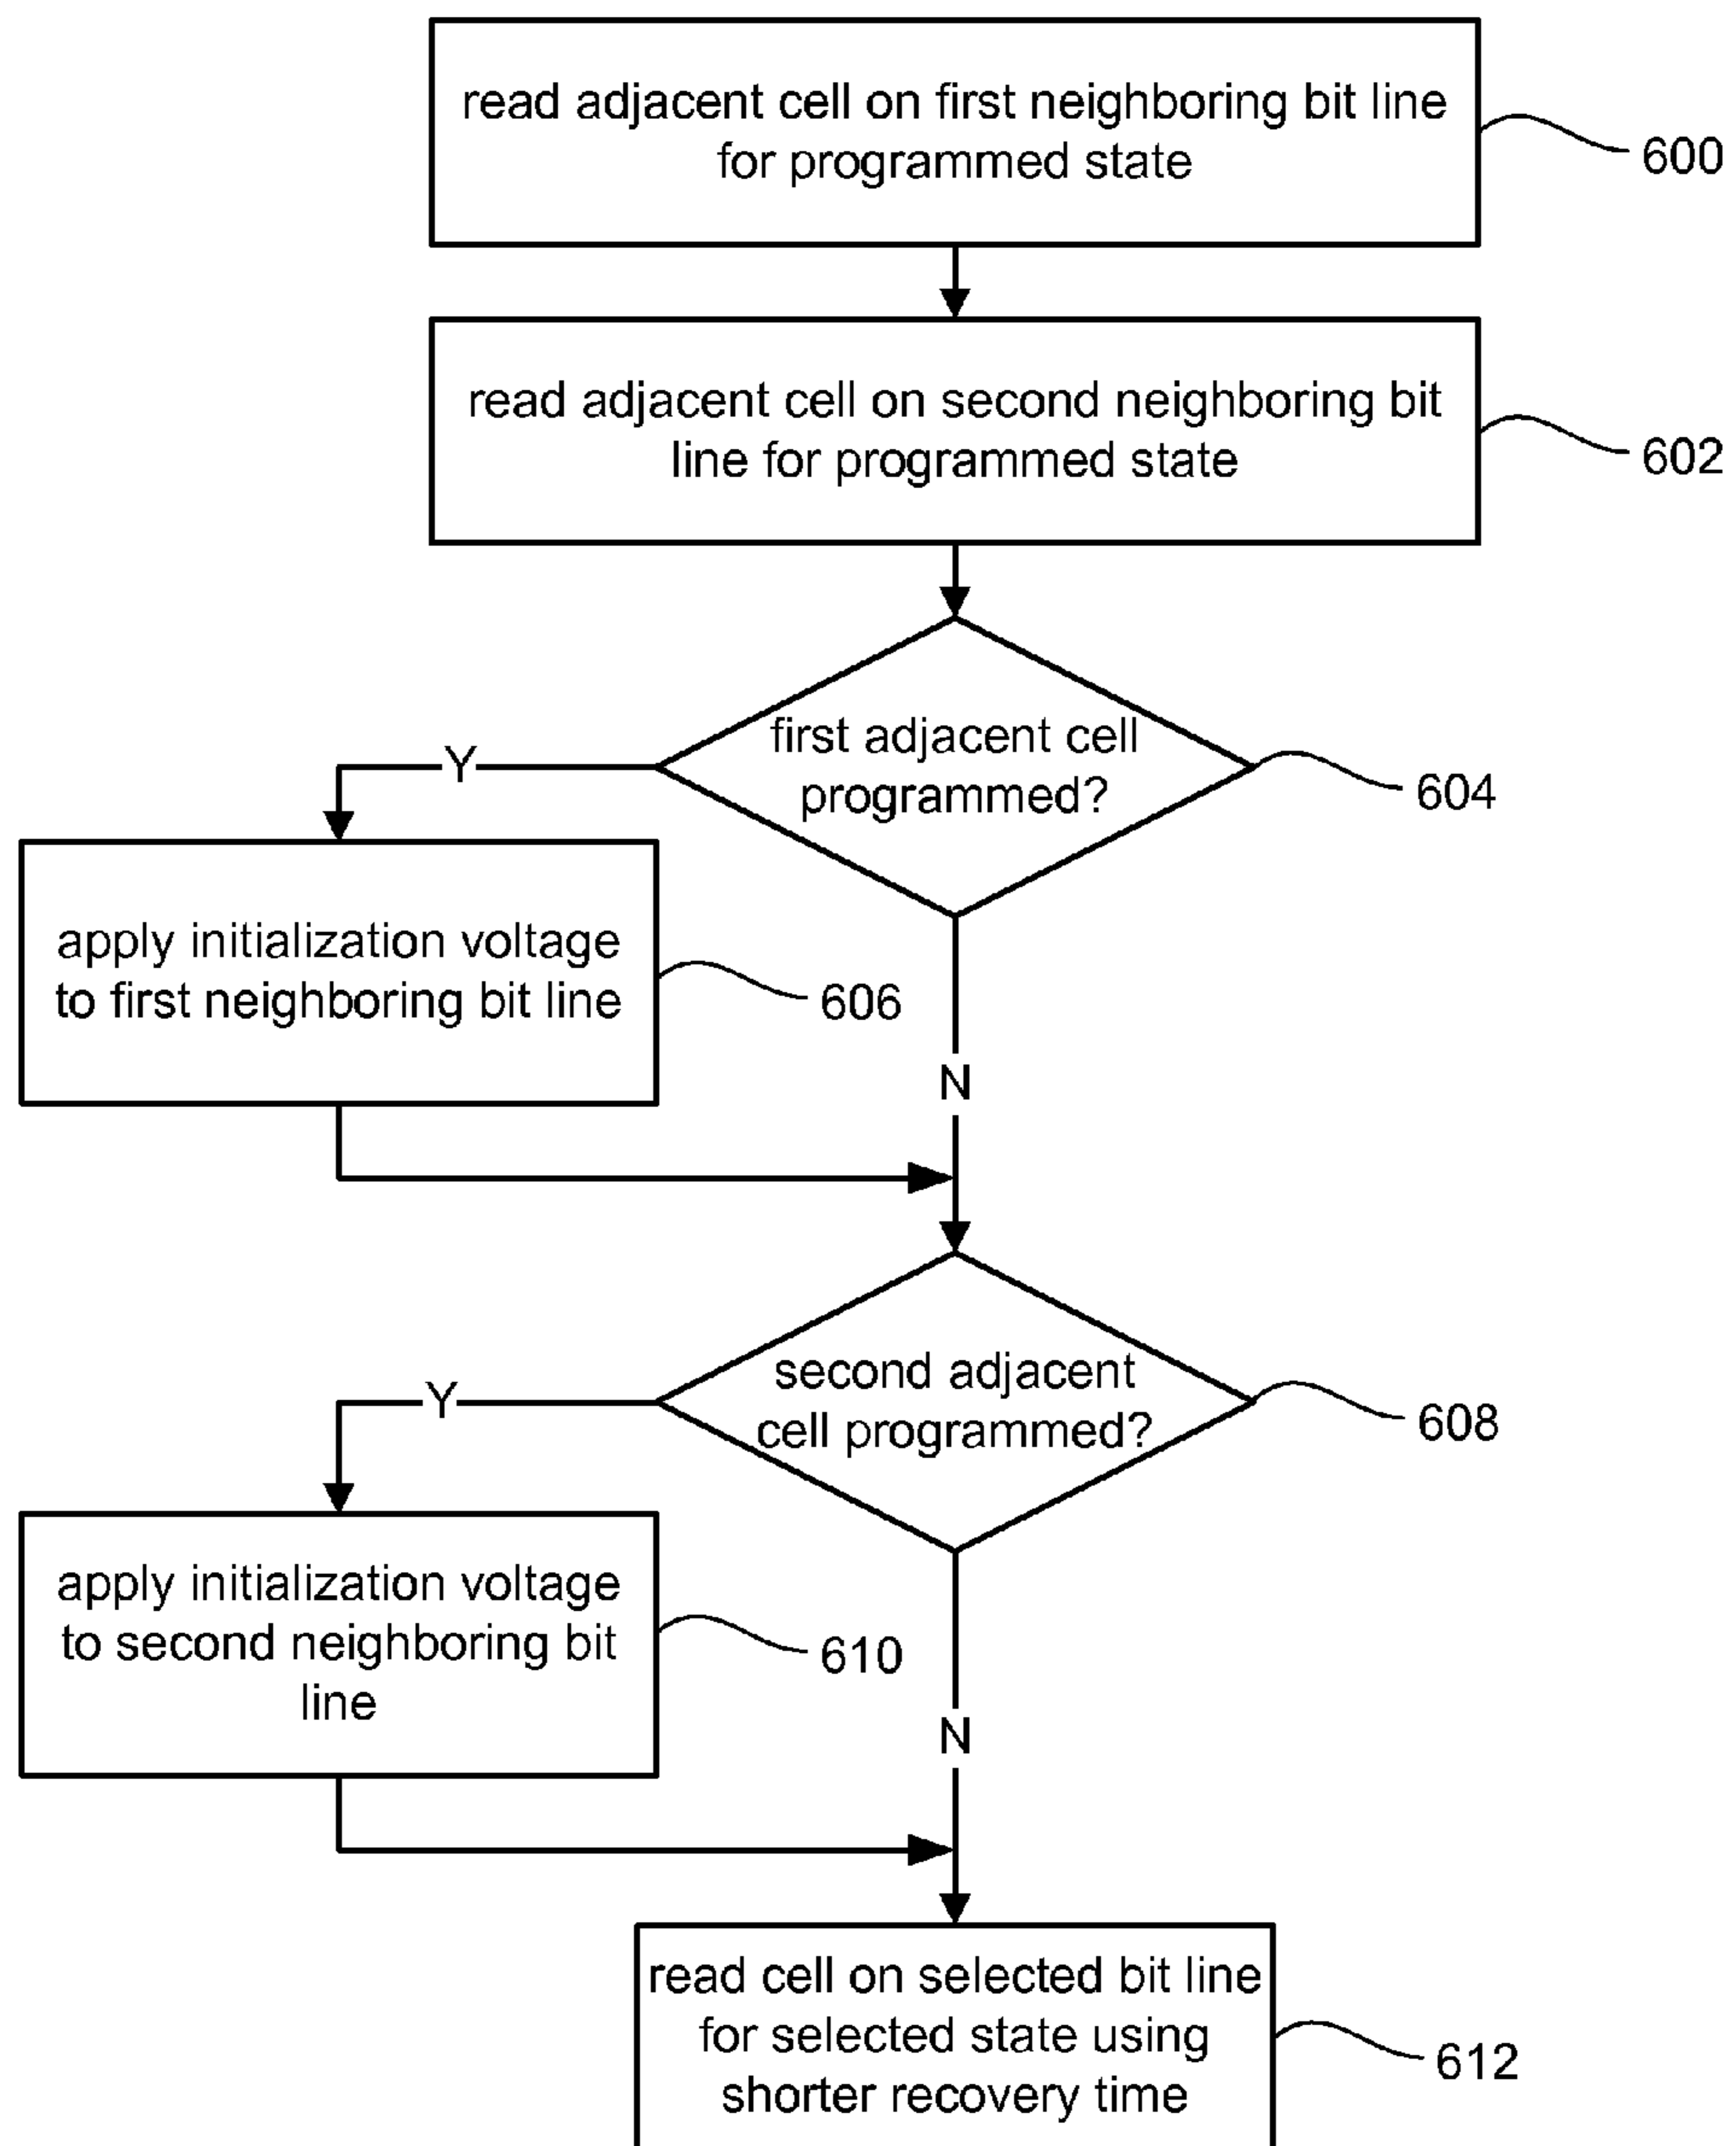 read adjacent cell on first neighboring bit line
for programmed state
600
read adjacent cell on second neighboring bit
line for programmed state
602
first adjacent cell
programmed?
604
Y
apply initialization voltage
to first neighboring bit line
606
N
second adjacent
cell programmed?
608
Y
apply initialization voltage
to second neighboring bit
line
610
N
read cell on selected bit line
for selected state using
shorter recovery time
612